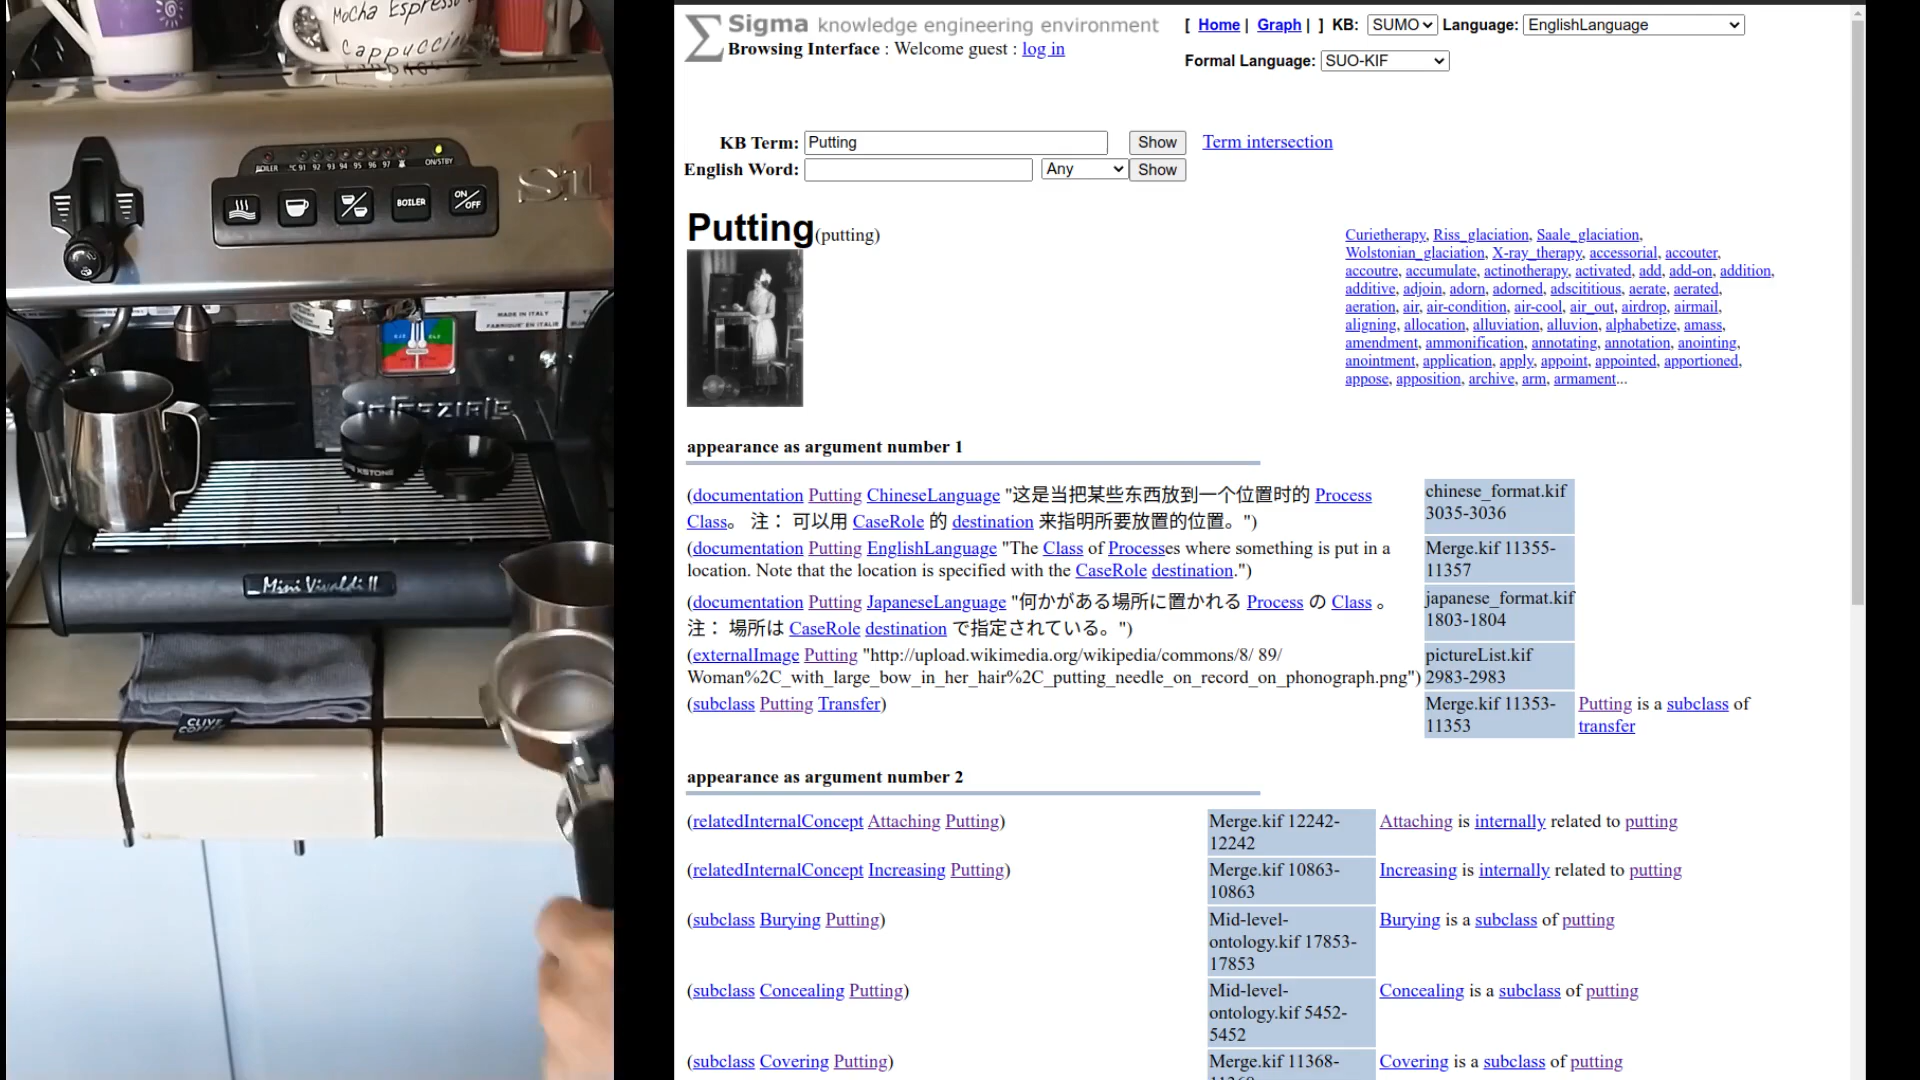 MOCHA ESPRESSO
CAPPUCCIN
BOILER °C 91 92 93 94 95 96 97 ON/STBY
BOILER
ON/OFF
MADE IN ITALY
FABRIQUE EN ITALIE
Mini Vivaldi II
CLIVE
COFFEE
Sigma knowledge engineering environment
Browsing Interface : Welcome guest : log in
[ Home | Graph | ] KB: SUMO Language: EnglishLanguage
Formal Language: SUO-KIF
KB Term: Putting Show Term intersection
English Word: Any Show
Putting(putting)
Curietherapy, Riss_glaciation, Saale_glaciation,
Wolstonian_glaciation, X-ray_therapy, accessorial, accouter,
accoutre, accumulate, actinotherapy, activated, add, add-on, addition,
additive, adjoin, adorn, adorned, adscititious, aerate, aerated,
aeration, air, air-condition, air-cool, air_out, airdrop, airmail,
aligning, allocation, alluviation, alluvion, alphabetize, amass,
amendment, ammonification, annotating, annotation, anointing,
anointment, application, apply, appoint, appointed, apportioned,
appose, apposition, archive, arm, armament...
appearance as argument number 1
(documentation Putting ChineseLanguage "这是当把某些东西放到一个位置时的 Process
Class。 注： 可以用 CaseRole 的 destination 来指明所要放置的位置。")
chinese_format.kif
3035-3036
(documentation Putting EnglishLanguage "The Class of Processes where something is put in a
location. Note that the location is specified with the CaseRole destination.")
Merge.kif 11355-
11357
(documentation Putting JapaneseLanguage "何かがある場所に置かれる Process の Class 。
注： 場所は CaseRole destination で指定されている。")
japanese_format.kif
1803-1804
(externalImage Putting "http://upload.wikimedia.org/wikipedia/commons/8/ 89/
Woman%2C_with_large_bow_in_her_hair%2C_putting_needle_on_record_on_phonograph.png")
pictureList.kif
2983-2983
(subclass Putting Transfer)
Merge.kif 11353-
11353
Putting is a subclass of
transfer
appearance as argument number 2
(relatedInternalConcept Attaching Putting)
Merge.kif 12242-
12242
Attaching is internally related to putting
(relatedInternalConcept Increasing Putting)
Merge.kif 10863-
10863
Increasing is internally related to putting
(subclass Burying Putting)
Mid-level-
ontology.kif 17853-
17853
Burying is a subclass of putting
(subclass Concealing Putting)
Mid-level-
ontology.kif 5452-
5452
Concealing is a subclass of putting
(subclass Covering Putting)
Merge.kif 11368-
Covering is a subclass of putting